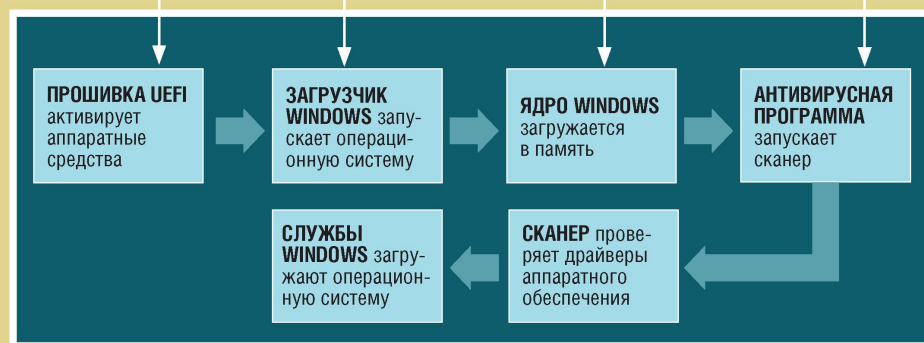 ПРОШИВКА UEFI
активирует
аппаратные
средства
ЗАГРУЗЧИК
WINDOWS запу-
скает операци-
онную систему
ЯДРО WINDOWS
загружается
в память
АНТИВИРУСНАЯ
ПРОГРАММА
запускает
сканер
СКАНЕР прове-
ряет драйверы
аппаратного
обеспечения
СЛУЖБЫ
WINDOWS загру-
жают операцион-
ную систему